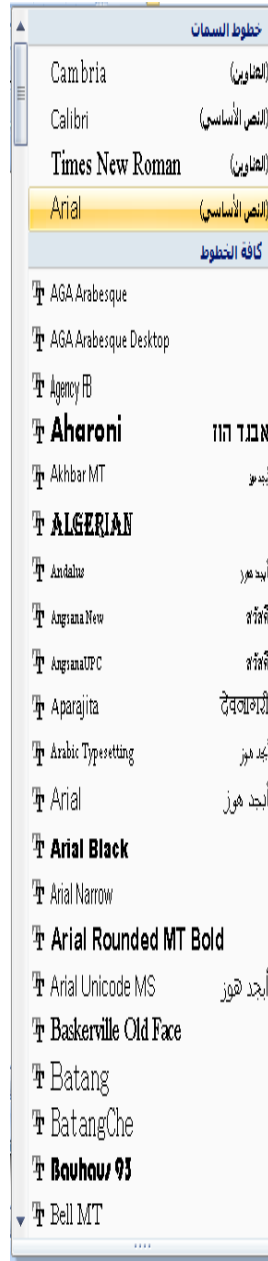 خطوط السمات
Cambria (العناوين)
Calibri (النص الأساسي)
Times New Roman (العناوين)
Arial (النص الأساسي)
كافة الخطوط
AGA Arabesque
AGA Arabesque Desktop
Agency FB
Aharoni אבגד הוז
Akhbar MT أبجد هوز
ALGERIAN
Andalus أبجد هوز
Angsana New สวัสดี
AngsanaUPC สวัสดี
Aparajita देवनागरी
Arabic Typesetting أبجد هوز
Arial أبجد هوز
Arial Black
Arial Narrow
Arial Rounded MT Bold
Arial Unicode MS أبجد هوز
Baskerville Old Face
Batang
BatangChe
Bauhaus 93
Bell MT